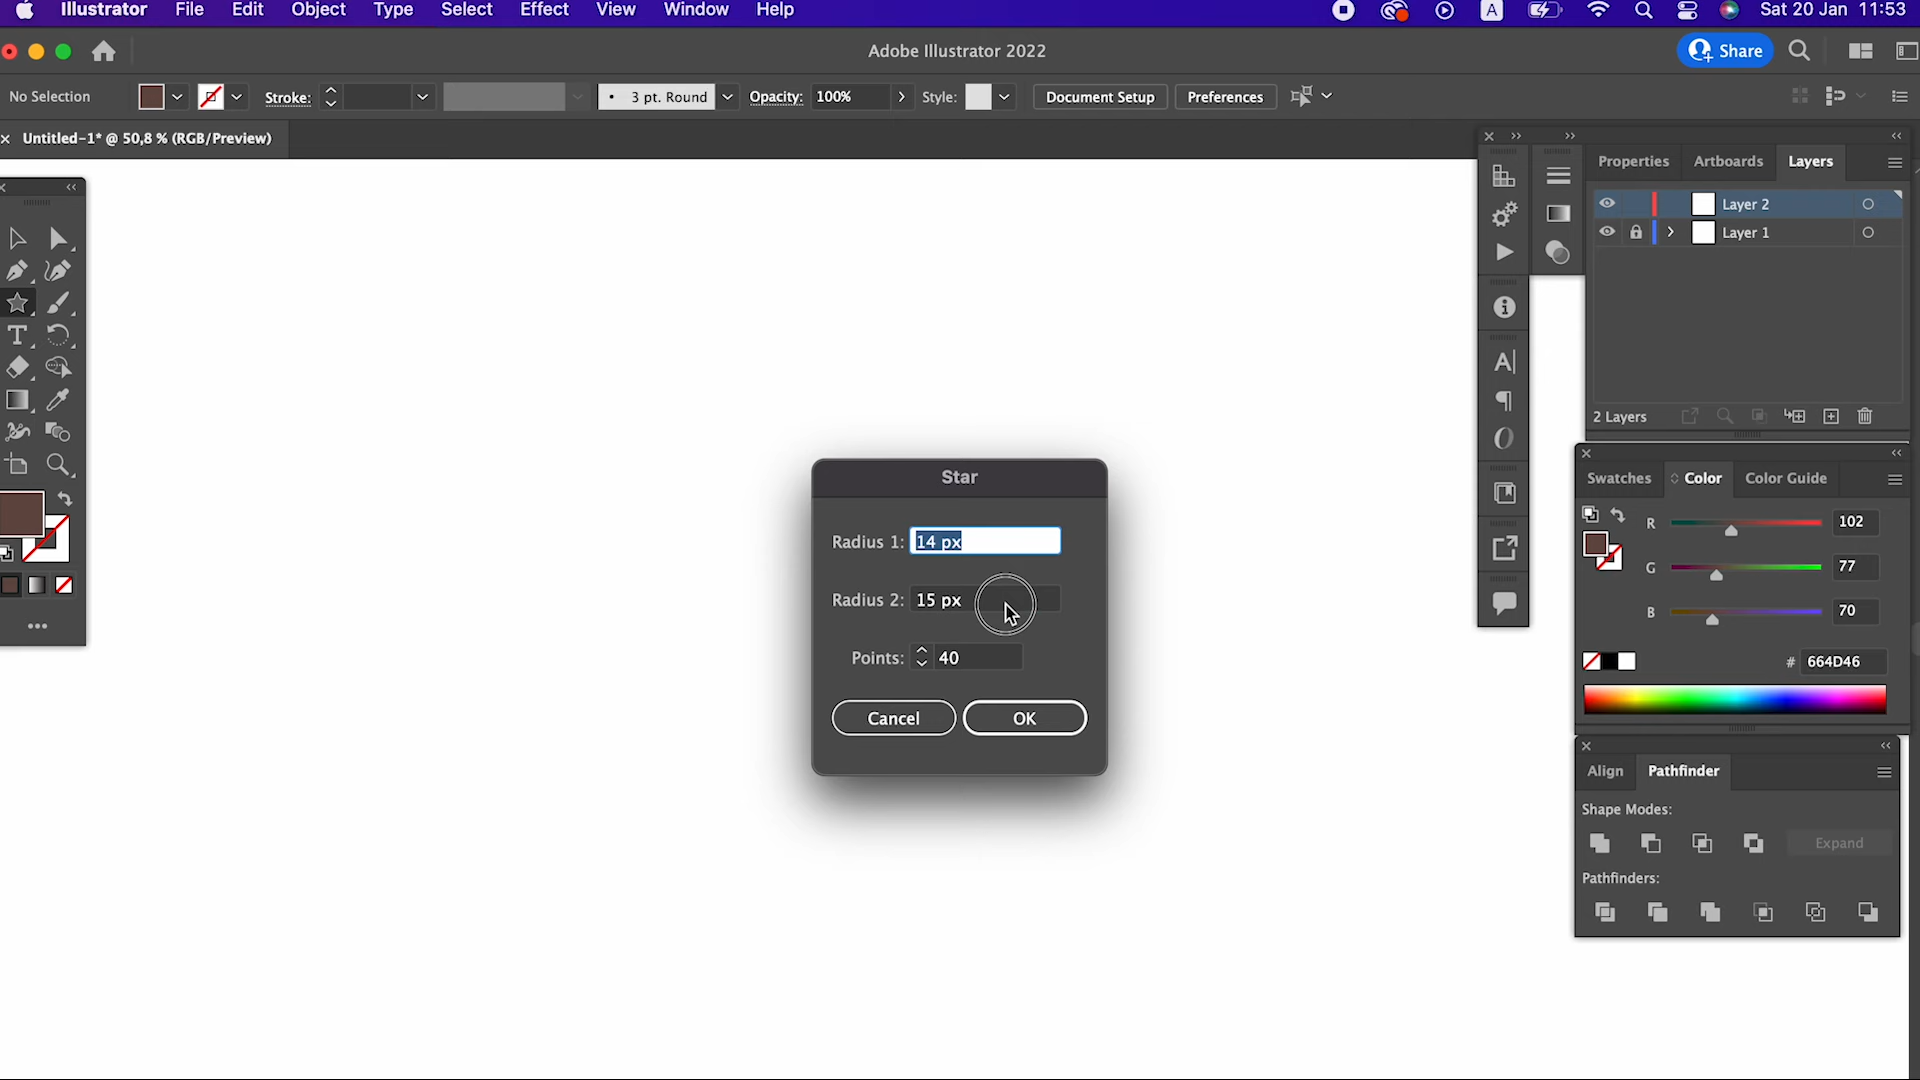 Illustrator File Edit Object Type Select Effect View Window Help A Sat 20 Jan 11:53
Adobe Illustrator 2022
Share
No Selection Stroke: 3 pt. Round Opacity: 100% Style: Document Setup Preferences
Untitled-1* @ 50,8 % (RGB/Preview)
Properties Artboards Layers
Layer 2
Layer 1
2 Layers
Star
Radius 1: 14 px
Radius 2: 15 px
Points: 40
Cancel OK
Swatches Color Color Guide
R 102
G 77
B 70
# 664D46
Align Pathfinder
Shape Modes:
Expand
Pathfinders: